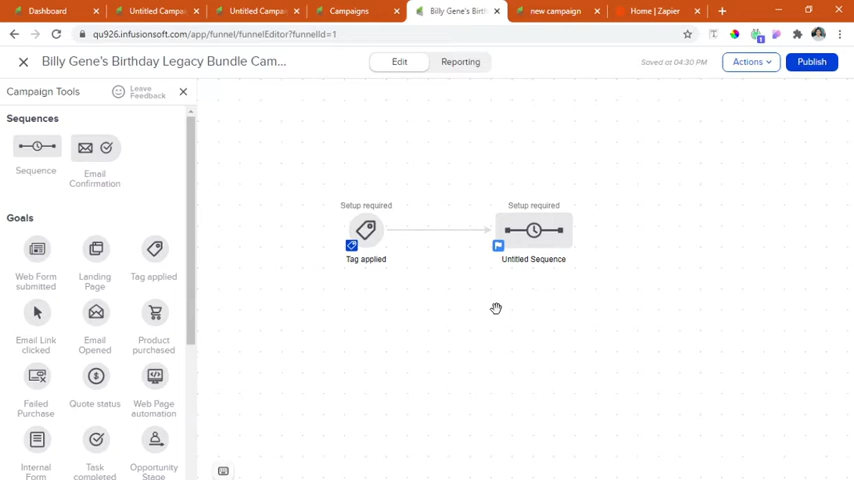 Dashboard
Untitled Campa
Untitled Campa
Campaigns
Billy Gene's Birth
new campaign
Home | Zapier
qu926.infusionsoft.com/app/funnel/funnelEditor?funnelId=1
Billy Gene's Birthday Legacy Bundle Cam...
Edit
Reporting
Saved at 04:30 PM
Actions
Publish
Campaign Tools
Leave
Feedback
Sequences
Sequence
Email
Confirmation
Goals
Web Form
submitted
Landing
Page
Tag applied
Email Link
clicked
Email
Opened
Product
purchased
Failed
Purchase
Quote status
Web Page
automation
Internal
Form
Task
completed
Opportunity
Stage
Setup required
Tag applied
Setup required
Untitled Sequence